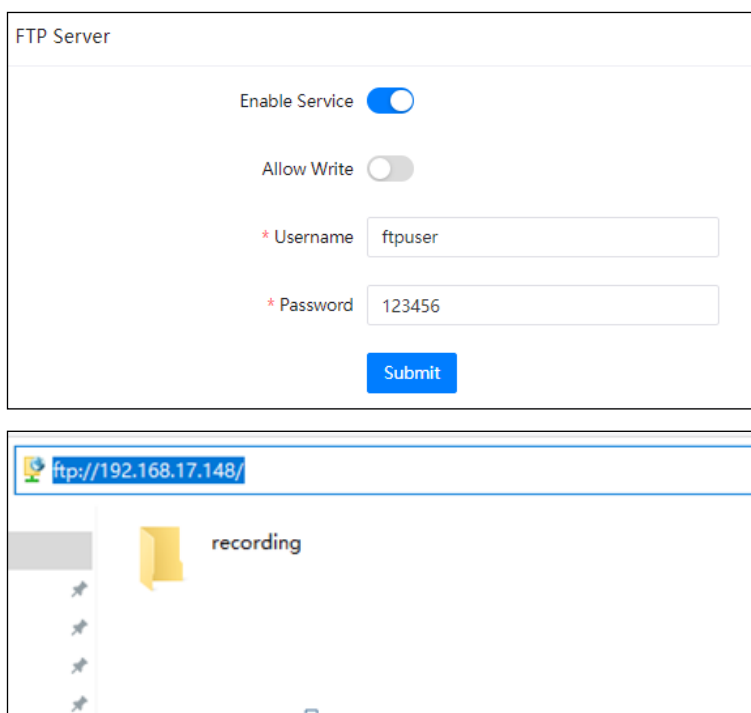 FTP Server
Enable Service
Allow Write
* Username ftpuser
* Password 123456
Submit
ftp://192.168.17.148/
recording